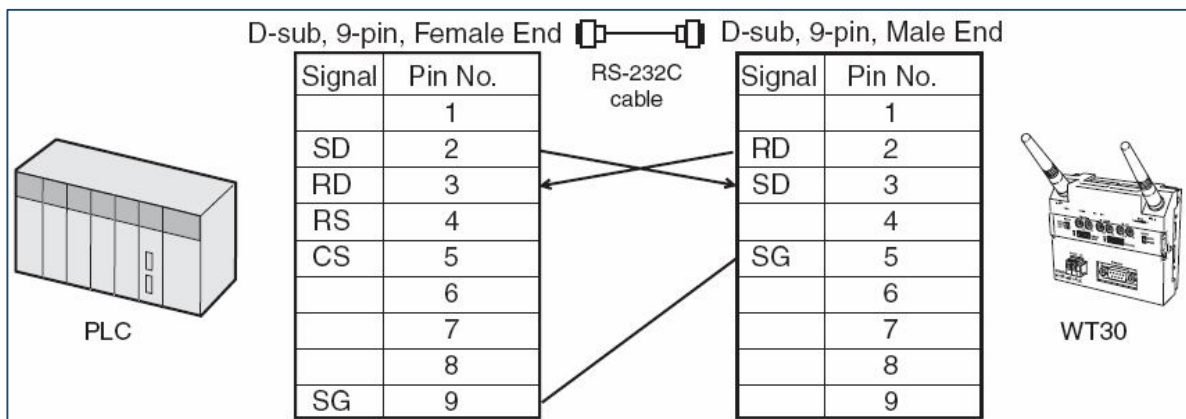 D-sub, 9-pin, Female End D-sub, 9-pin, Male End
RS-232C
cable
Signal Pin No.
1
SD 2
RD 3
RS 4
CS 5
6
7
8
SG 9
Signal Pin No.
1
RD 2
SD 3
4
SG 5
6
7
8
9
PLC
WT30